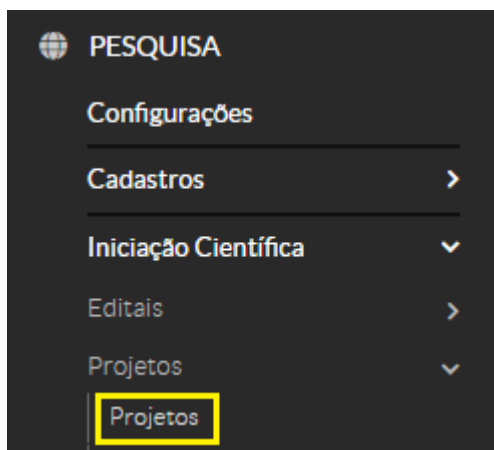 PESQUISA
Configurações
Cadastros
Iniciação Científica
Editais
Projetos
Projetos